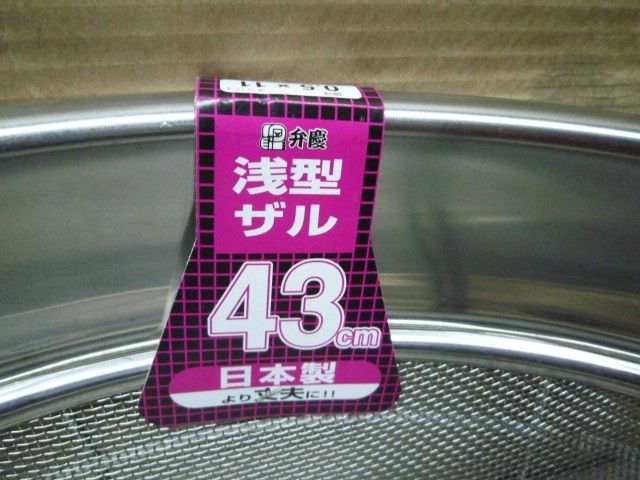 弁慶
浅型
ザル
43cm
日本製
より丈夫に!!